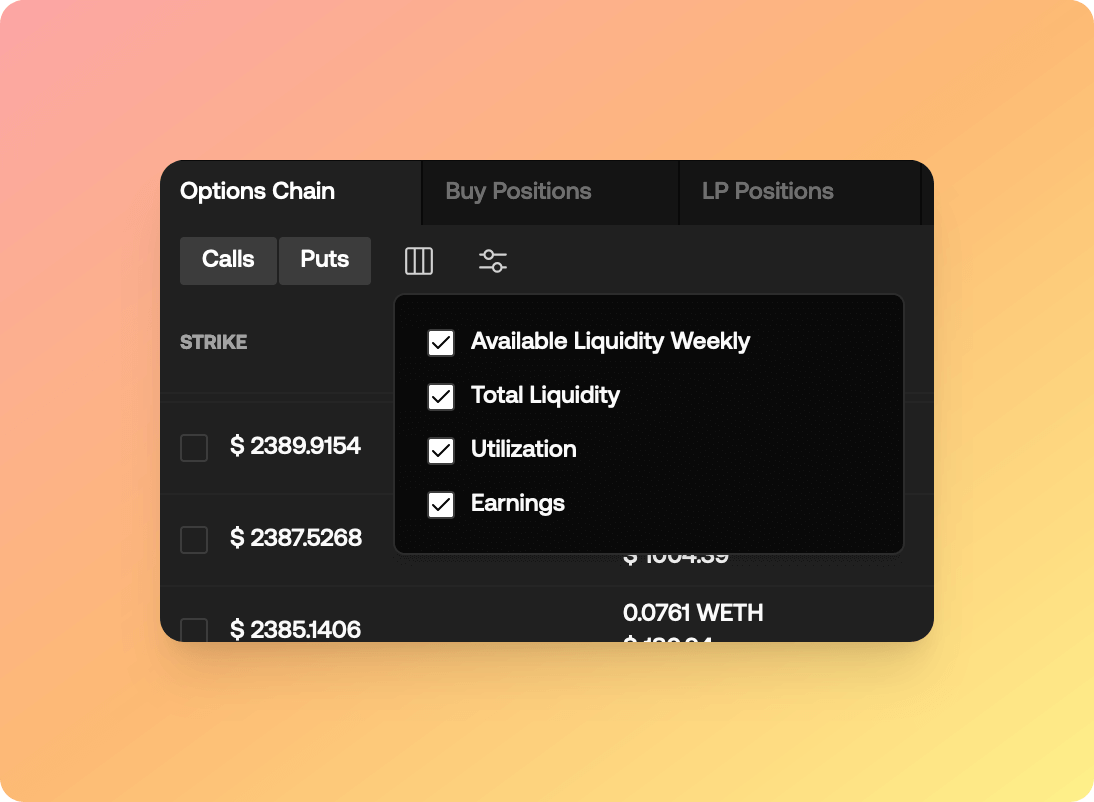 Options Chain Buy Positions LP Positions
Calls Puts
STRIKE
Available Liquidity Weekly
Total Liquidity
Utilization
Earnings
$ 2389.9154
$ 2387.5268
$ 1004.39
0.0761 WETH
$ 2385.1406